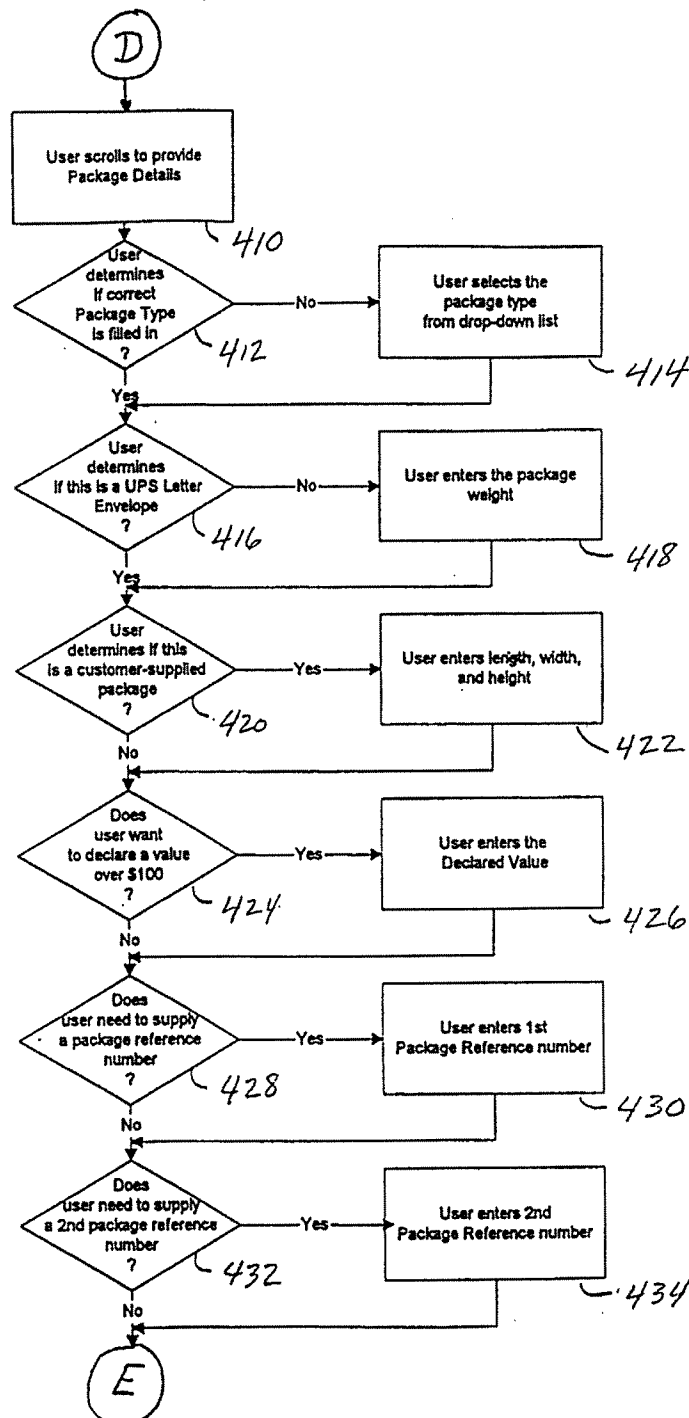 D
User scrolls to provide
Package Details
410
User
determines
If correct
Package Type
is filled in
?
412
No
User selects the
package type
from drop-down list
414
Yes
User
determines
If this is a UPS Letter
Envelope
?
416
No
User enters the package
weight
418
Yes
User
determines If this
is a customer-supplied
package
?
420
Yes
User enters length, width,
and height
422
No
Does
user want
to declare a value
over $100
?
424
Yes
User enters the
Declared Value
426
No
Does
user need to supply
a package reference
number
?
428
Yes
User enters 1st
Package Reference number
430
No
Does
user need to supply
a 2nd package reference
number
?
432
Yes
User enters 2nd
Package Reference number
434
No
E